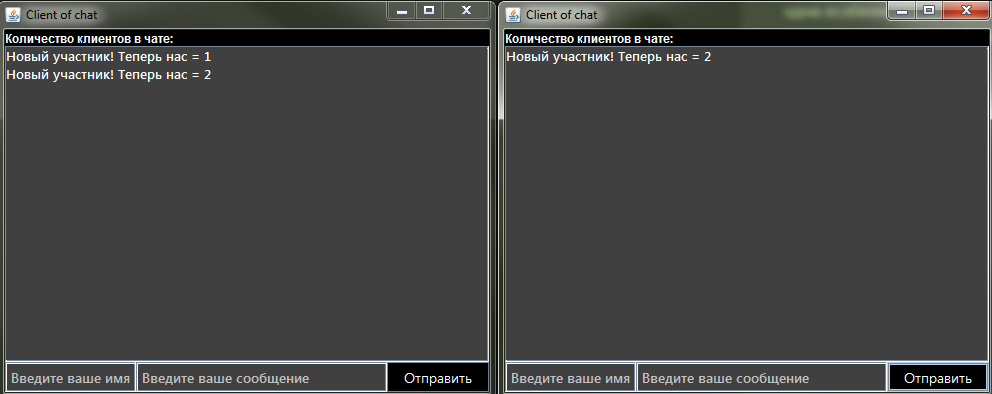 Client of chat
Количество клиентов в чате:
Новый участник! Теперь нас = 1
Новый участник! Теперь нас = 2
Введите ваше имя
Введите ваше сообщение
Отправить
Client of chat
Количество клиентов в чате:
Новый участник! Теперь нас = 2
Введите ваше имя
Введите ваше сообщение
Отправить